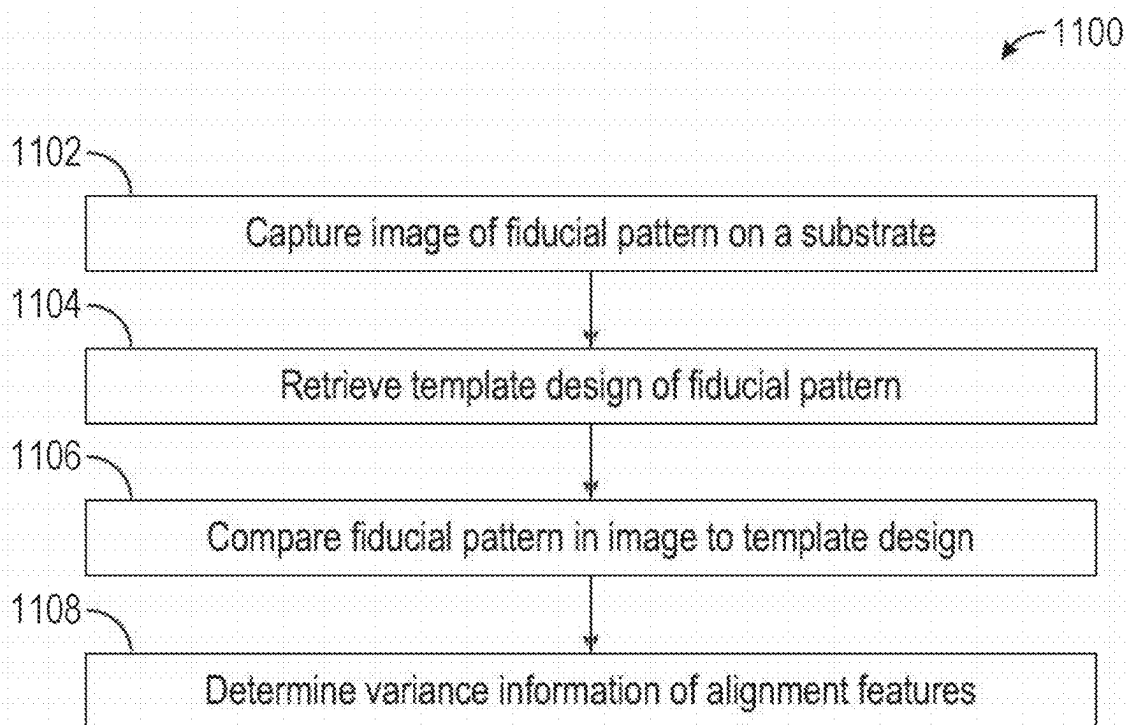 1100
1102
Capture image of fiducial pattern on a substrate
1104
Retrieve template design of fiducial pattern
1106
Compare fiducial pattern in image to template design
1108
Determine variance information of alignment features